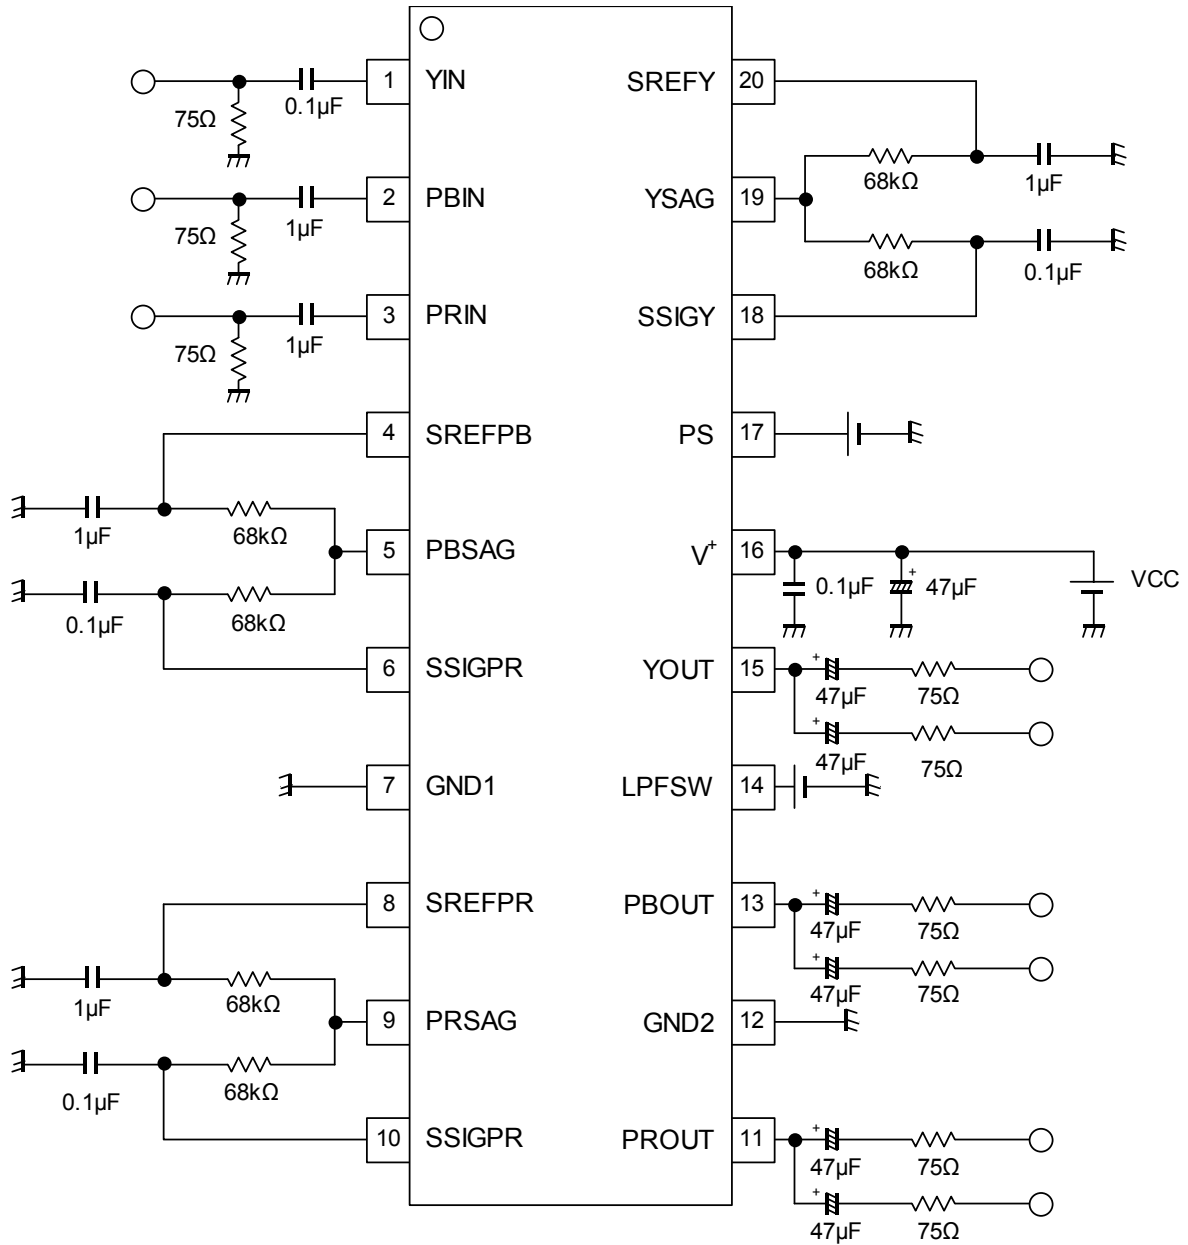 1 YIN
SREFY 20
75Ω
0.1µF
68kΩ
1µF
2 PBIN
YSAG 19
75Ω
1µF
68kΩ
0.1µF
3 PRIN
SSIGY 18
75Ω
1µF
4 SREFPB
PS 17
1µF
68kΩ
5 PBSAG
V+ 16
0.1µF
+
47µF
VCC
0.1µF
68kΩ
6 SSIGPR
YOUT 15
+
47µF
75Ω
+
47µF
75Ω
7 GND1
LPFSW 14
8 SREFPR
PBOUT 13
+
47µF
75Ω
+
47µF
75Ω
1µF
68kΩ
9 PRSAG
GND2 12
0.1µF
68kΩ
10 SSIGPR
PROUT 11
+
47µF
75Ω
+
47µF
75Ω